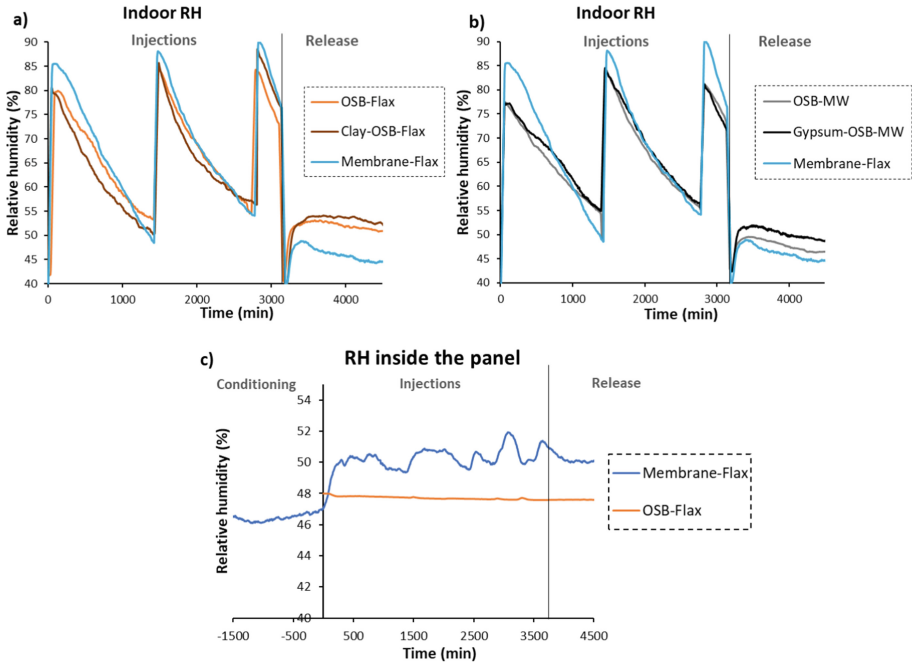 a)
Indoor RH
Injections
Release
Relative humidity (%)
90
85
80
75
70
65
60
55
50
45
40
0
1000
2000
3000
4000
Time (min)
OSB-Flax
Clay-OSB-Flax
Membrane-Flax
b)
Indoor RH
Injections
Release
Relative humidity (%)
90
85
80
75
70
65
60
55
50
45
40
0
1000
2000
3000
4000
Time (min)
OSB-MW
Gypsum-OSB-MW
Membrane-Flax
c)
RH inside the panel
Conditioning
Injections
Release
Relative humidity (%)
54
52
50
48
46
44
42
40
-1500
-500
500
1500
2500
3500
4500
Time (min)
Membrane-Flax
OSB-Flax